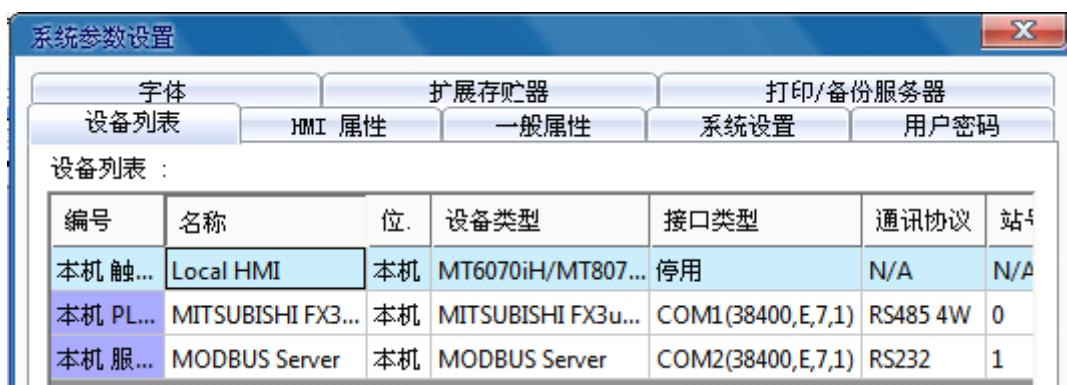 系统参数设置
字体 扩展存贮器 打印/备份服务器
设备列表 HMI 属性 一般属性 系统设置 用户密码
设备列表 :
编号 名称 位. 设备类型 接口类型 通讯协议 站号
本机 触... Local HMI 本机 MT6070iH/MT807... 停用 N/A N/A
本机 PL... MITSUBISHI FX3... 本机 MITSUBISHI FX3u... COM1(38400,E,7,1) RS485 4W 0
本机 服... MODBUS Server 本机 MODBUS Server COM2(38400,E,7,1) RS232 1